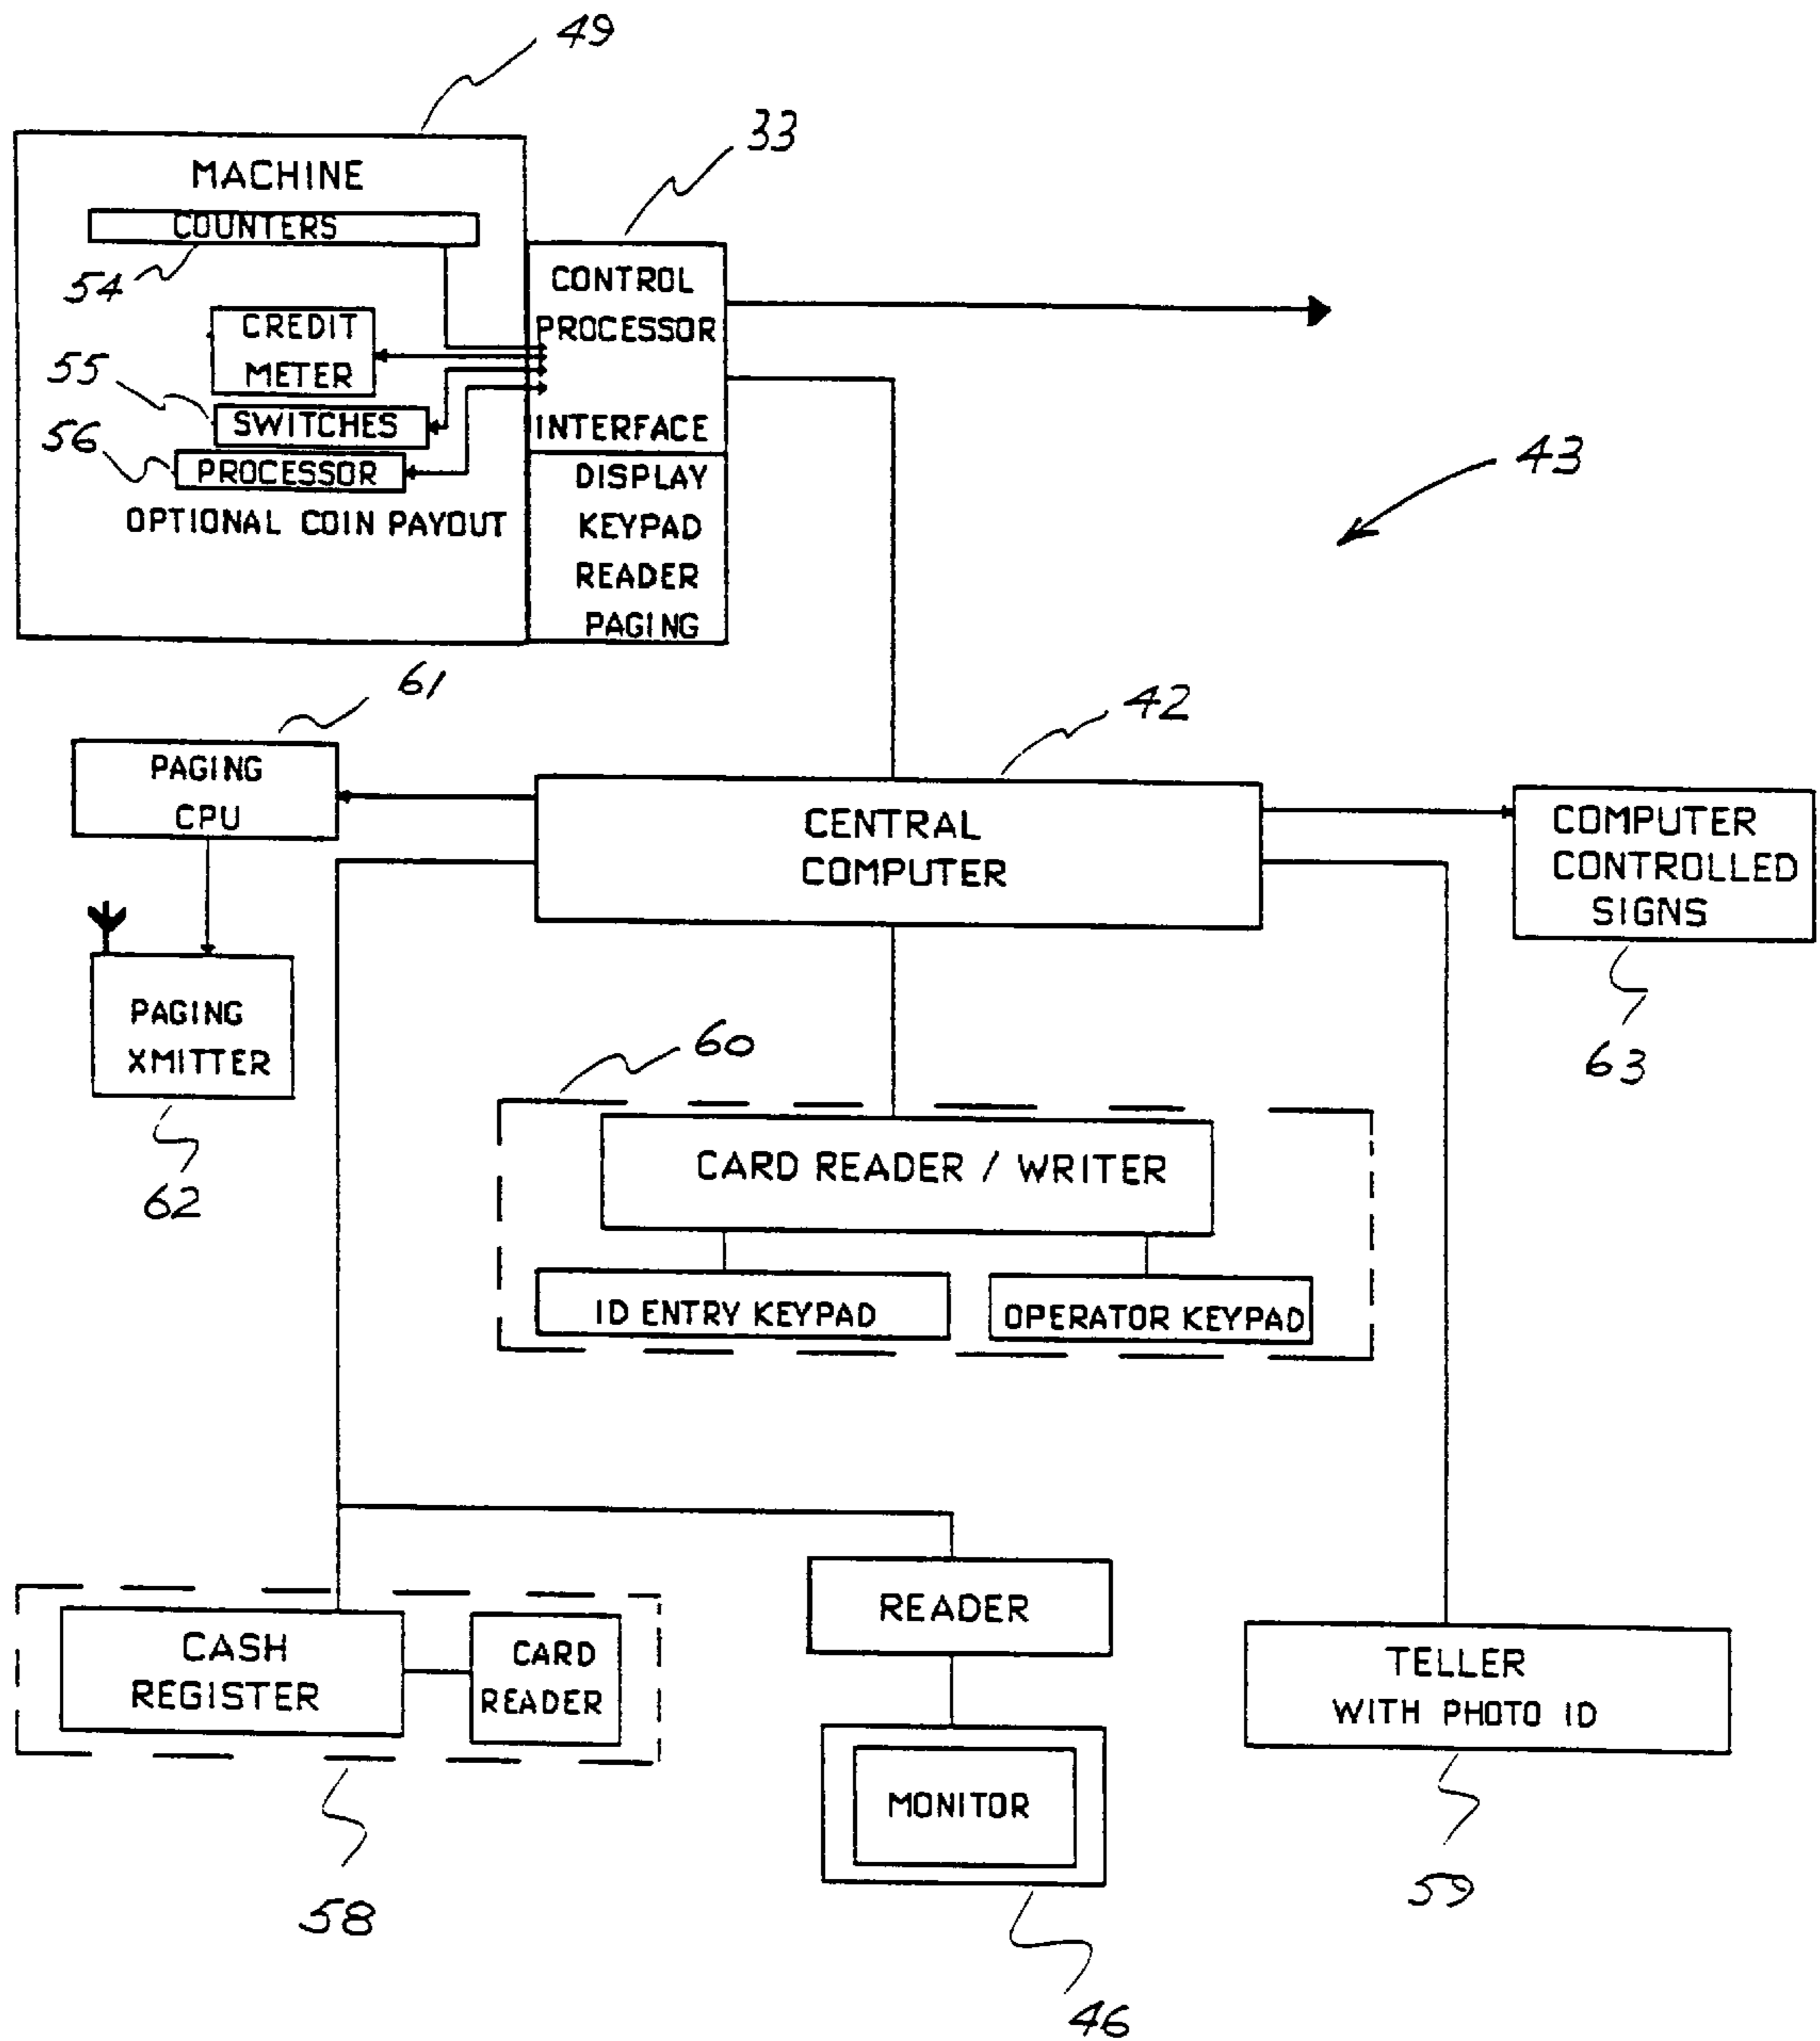 49
33
MACHINE
COUNTERS
54
CREDIT
METER
55
SWITCHES
56
PROCESSOR
OPTIONAL COIN PAYOUT
CONTROL
PROCESSOR
INTERFACE
DISPLAY
KEYPAD
READER
PAGING
43
61
42
PAGING
CPU
CENTRAL
COMPUTER
COMPUTER
CONTROLLED
SIGNS
63
PAGING
XMITTER
62
60
CARD READER / WRITER
ID ENTRY KEYPAD
OPERATOR KEYPAD
CASH
REGISTER
CARD
READER
58
READER
MONITOR
46
TELLER
WITH PHOTO ID
59